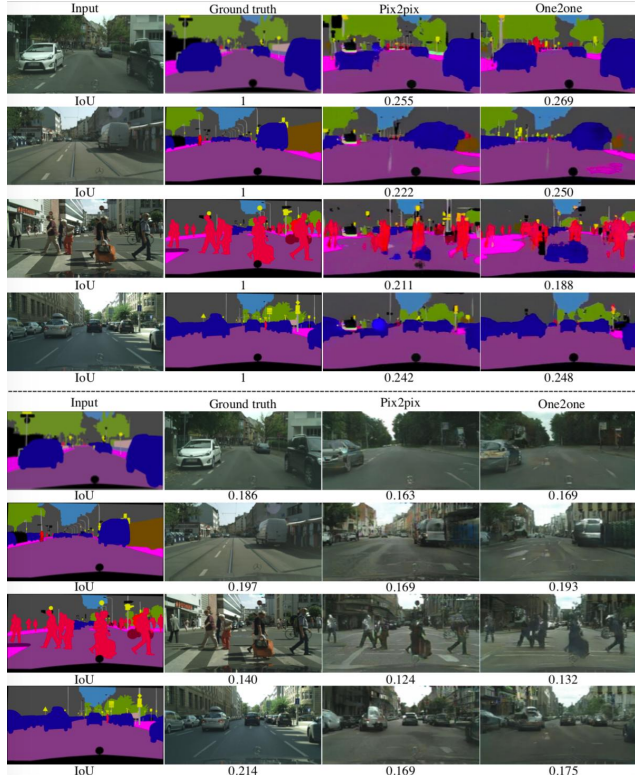 Input Ground truth Pix2pix One2one
IoU 1 0.255 0.269
IoU 1 0.222 0.250
IoU 1 0.211 0.188
IoU 1 0.242 0.248
Input Ground truth Pix2pix One2one
IoU 0.186 0.163 0.169
IoU 0.197 0.169 0.193
IoU 0.140 0.124 0.132
IoU 0.214 0.169 0.175